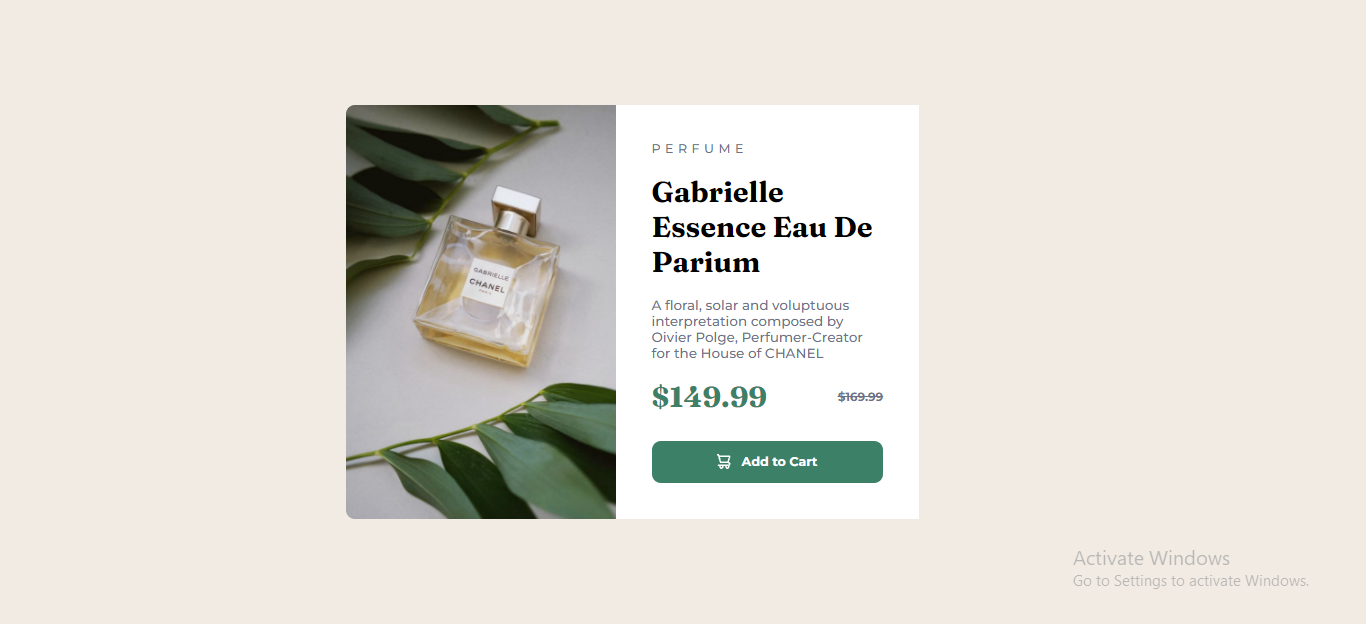 PERFUME
Gabrielle
Essence Eau De
Parium
A floral, solar and voluptuous
interpretation composed by
Oivier Polge, Perfumer-Creator
for the House of CHANEL
$149.99
$169.99
Add to Cart
GABRIELLE
CHANEL
PARIS
Activate Windows
Go to Settings to activate Windows.